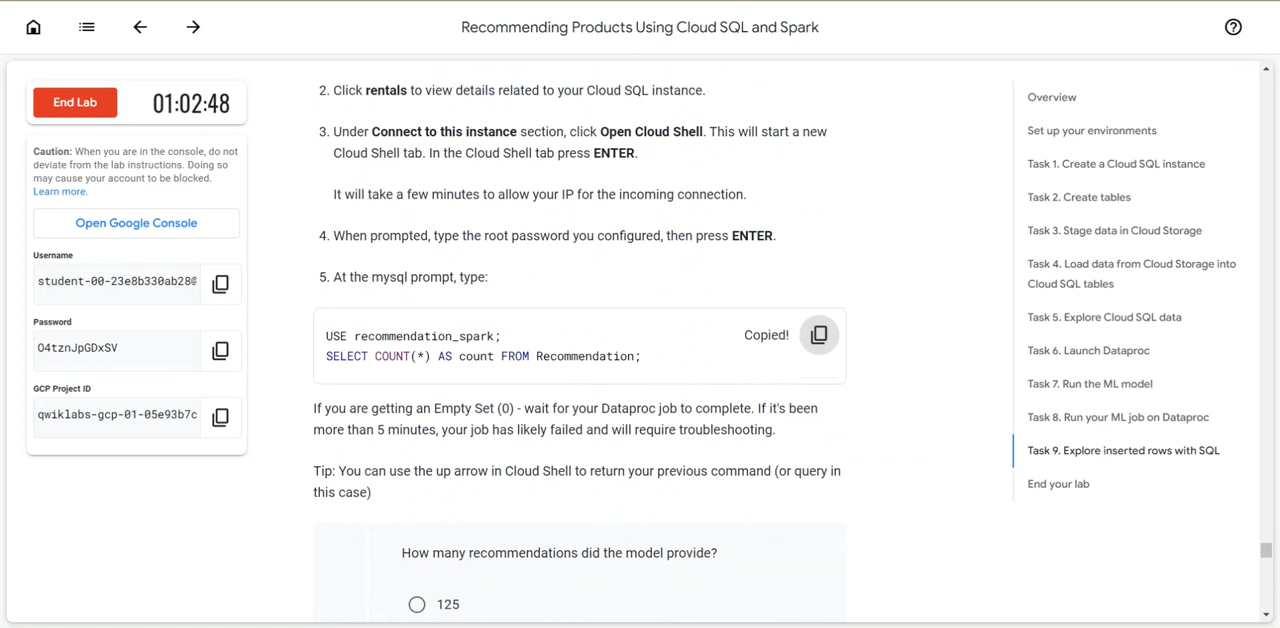 Recommending Products Using Cloud SQL and Spark
End Lab
01:02:48
Caution: When you are in the console, do not
deviate from the lab instructions. Doing so
may cause your account to be blocked.
Learn more.
Open Google Console
Username
student-00-23e8b330ab28@
Password
O4tznJpGDxSV
GCP Project ID
qwiklabs-gcp-01-05e93b7c
2. Click rentals to view details related to your Cloud SQL instance.
3. Under Connect to this instance section, click Open Cloud Shell. This will start a new
Cloud Shell tab. In the Cloud Shell tab press ENTER.
It will take a few minutes to allow your IP for the incoming connection.
4. When prompted, type the root password you configured, then press ENTER.
5. At the mysql prompt, type:
USE recommendation_spark;
Copied!
SELECT COUNT(*) AS count FROM Recommendation;
If you are getting an Empty Set (0) - wait for your Dataproc job to complete. If it's been
more than 5 minutes, your job has likely failed and will require troubleshooting.
Tip: You can use the up arrow in Cloud Shell to return your previous command (or query in
this case)
How many recommendations did the model provide?
125
Overview
Set up your environments
Task 1. Create a Cloud SQL instance
Task 2. Create tables
Task 3. Stage data in Cloud Storage
Task 4. Load data from Cloud Storage into
Cloud SQL tables
Task 5. Explore Cloud SQL data
Task 6. Launch Dataproc
Task 7. Run the ML model
Task 8. Run your ML job on Dataproc
Task 9. Explore inserted rows with SQL
End your lab